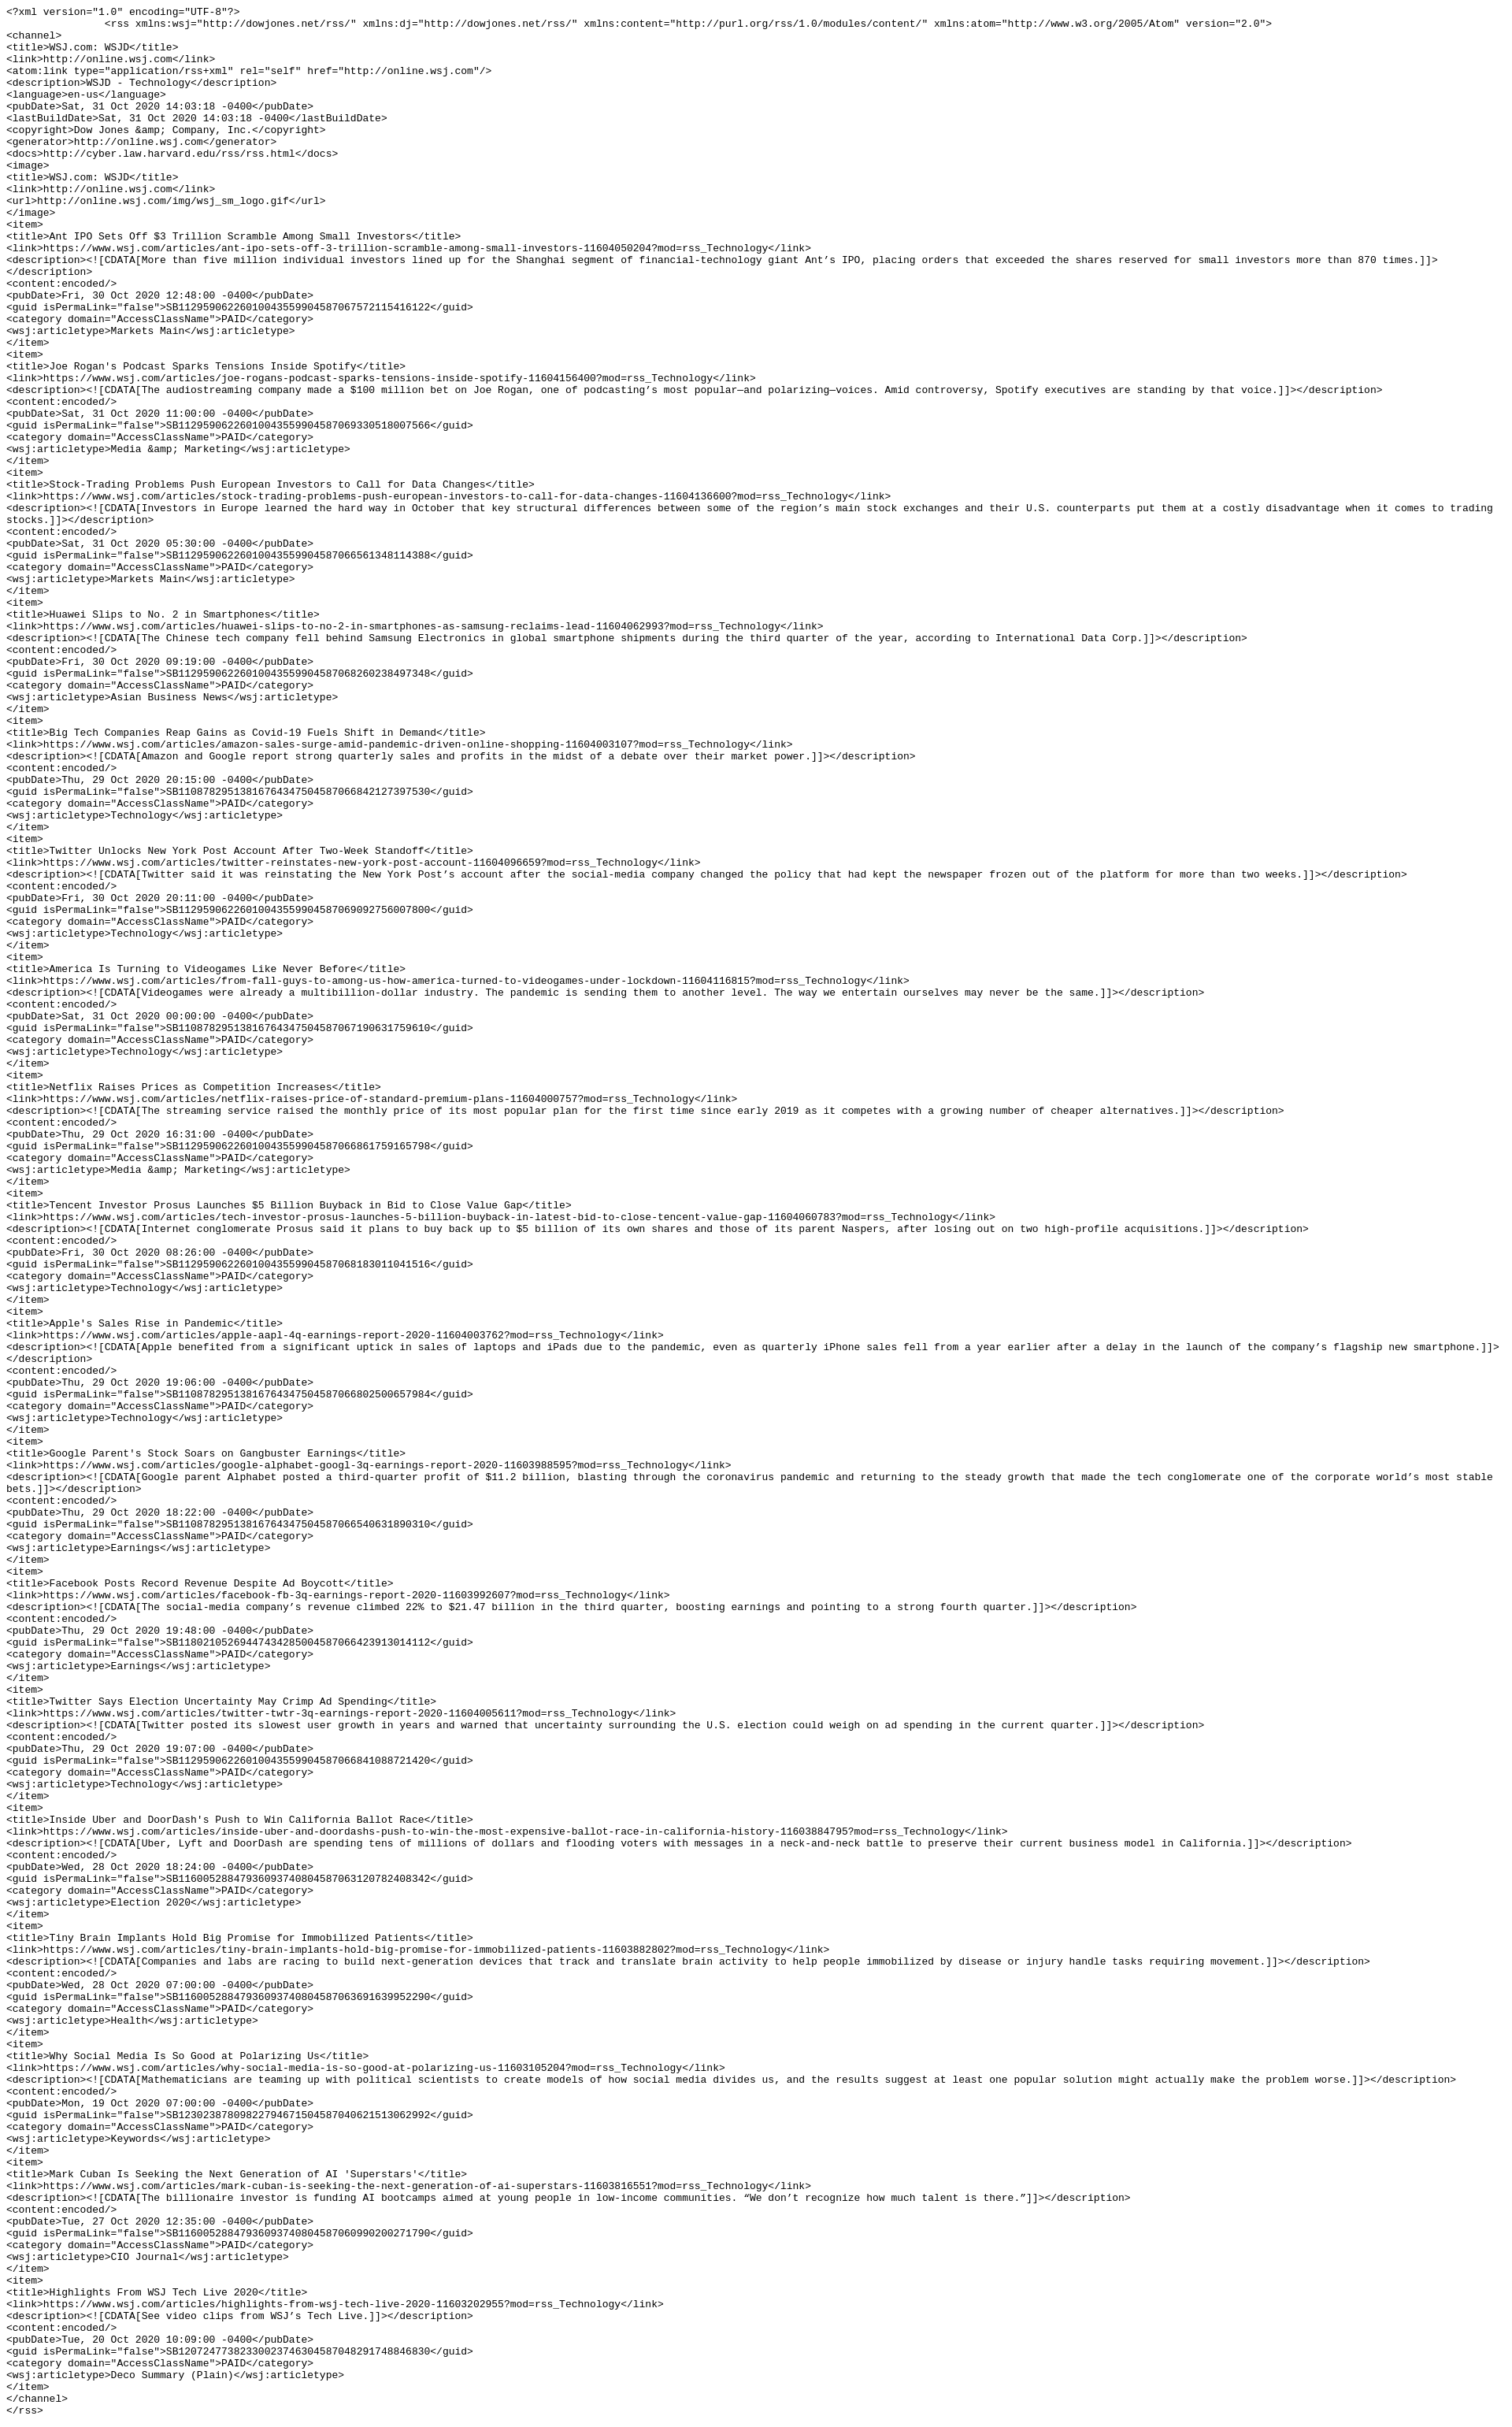 <?xml version="1.0" encoding="UTF-8"?>
<rss xmlns:wsj="http://dowjones.net/rss/" xmlns:dj="http://dowjones.net/rss/" xmlns:content="http://purl.org/rss/1.0/modules/content/" xmlns:atom="http://www.w3.org/2005/Atom" version="2.0">
<channel>
<title>WSJ.com: WSJD</title>
<link>http://online.wsj.com</link>
<atom:link type="application/rss+xml" rel="self" href="http://online.wsj.com"/>
<description>WSJD - Technology</description>
<language>en-us</language>
<pubDate>Sat, 31 Oct 2020 14:03:18 -0400</pubDate>
<lastBuildDate>Sat, 31 Oct 2020 14:03:18 -0400</lastBuildDate>
<copyright>Dow Jones &amp; Company, Inc.</copyright>
<generator>http://online.wsj.com</generator>
<docs>http://cyber.law.harvard.edu/rss/rss.html</docs>
<image>
<title>WSJ.com: WSJD</title>
<link>http://online.wsj.com</link>
<url>http://online.wsj.com/img/wsj_sm_logo.gif</url>
</image>
<item>
<title>Ant IPO Sets Off $3 Trillion Scramble Among Small Investors</title>
<link>https://www.wsj.com/articles/ant-ipo-sets-off-3-trillion-scramble-among-small-investors-11604050204?mod=rss_Technology</link>
<description><![CDATA[More than five million individual investors lined up for the Shanghai segment of financial-technology giant Ant’s IPO, placing orders that exceeded the shares reserved for small investors more than 870 times.]]>
</description>
<content:encoded/>
<pubDate>Fri, 30 Oct 2020 12:48:00 -0400</pubDate>
<guid isPermaLink="false">SB11295906226010043559904587067572115416122</guid>
<category domain="AccessClassName">PAID</category>
<wsj:articletype>Markets Main</wsj:articletype>
</item>
<item>
<title>Joe Rogan's Podcast Sparks Tensions Inside Spotify</title>
<link>https://www.wsj.com/articles/joe-rogans-podcast-sparks-tensions-inside-spotify-11604156400?mod=rss_Technology</link>
<description><![CDATA[The audiostreaming company made a $100 million bet on Joe Rogan, one of podcasting’s most popular—and polarizing—voices. Amid controversy, Spotify executives are standing by that voice.]]></description>
<content:encoded/>
<pubDate>Sat, 31 Oct 2020 11:00:00 -0400</pubDate>
<guid isPermaLink="false">SB11295906226010043559904587069330518007566</guid>
<category domain="AccessClassName">PAID</category>
<wsj:articletype>Media &amp; Marketing</wsj:articletype>
</item>
<item>
<title>Stock-Trading Problems Push European Investors to Call for Data Changes</title>
<link>https://www.wsj.com/articles/stock-trading-problems-push-european-investors-to-call-for-data-changes-11604136600?mod=rss_Technology</link>
<description><![CDATA[Investors in Europe learned the hard way in October that key structural differences between some of the region’s main stock exchanges and their U.S. counterparts put them at a costly disadvantage when it comes to trading
stocks.]]></description>
<content:encoded/>
<pubDate>Sat, 31 Oct 2020 05:30:00 -0400</pubDate>
<guid isPermaLink="false">SB11295906226010043559904587066561348114388</guid>
<category domain="AccessClassName">PAID</category>
<wsj:articletype>Markets Main</wsj:articletype>
</item>
<item>
<title>Huawei Slips to No. 2 in Smartphones</title>
<link>https://www.wsj.com/articles/huawei-slips-to-no-2-in-smartphones-as-samsung-reclaims-lead-11604062993?mod=rss_Technology</link>
<description><![CDATA[The Chinese tech company fell behind Samsung Electronics in global smartphone shipments during the third quarter of the year, according to International Data Corp.]]></description>
<content:encoded/>
<pubDate>Fri, 30 Oct 2020 09:19:00 -0400</pubDate>
<guid isPermaLink="false">SB11295906226010043559904587068260238497348</guid>
<category domain="AccessClassName">PAID</category>
<wsj:articletype>Asian Business News</wsj:articletype>
</item>
<item>
<title>Big Tech Companies Reap Gains as Covid-19 Fuels Shift in Demand</title>
<link>https://www.wsj.com/articles/amazon-sales-surge-amid-pandemic-driven-online-shopping-11604003107?mod=rss_Technology</link>
<description><![CDATA[Amazon and Google report strong quarterly sales and profits in the midst of a debate over their market power.]]></description>
<content:encoded/>
<pubDate>Thu, 29 Oct 2020 20:15:00 -0400</pubDate>
<guid isPermaLink="false">SB11087829513816764347504587066842127397530</guid>
<category domain="AccessClassName">PAID</category>
<wsj:articletype>Technology</wsj:articletype>
</item>
<item>
<title>Twitter Unlocks New York Post Account After Two-Week Standoff</title>
<link>https://www.wsj.com/articles/twitter-reinstates-new-york-post-account-11604096659?mod=rss_Technology</link>
<description><![CDATA[Twitter said it was reinstating the New York Post’s account after the social-media company changed the policy that had kept the newspaper frozen out of the platform for more than two weeks.]]></description>
<content:encoded/>
<pubDate>Fri, 30 Oct 2020 20:11:00 -0400</pubDate>
<guid isPermaLink="false">SB11295906226010043559904587069092756007800</guid>
<category domain="AccessClassName">PAID</category>
<wsj:articletype>Technology</wsj:articletype>
</item>
<item>
<title>America Is Turning to Videogames Like Never Before</title>
<link>https://www.wsj.com/articles/from-fall-guys-to-among-us-how-america-turned-to-videogames-under-lockdown-11604116815?mod=rss_Technology</link>
<description><![CDATA[Videogames were already a multibillion-dollar industry. The pandemic is sending them to another level. The way we entertain ourselves may never be the same.]]></description>
<content:encoded/>
<pubDate>Sat, 31 Oct 2020 00:00:00 -0400</pubDate>
<guid isPermaLink="false">SB11087829513816764347504587067190631759610</guid>
<category domain="AccessClassName">PAID</category>
<wsj:articletype>Technology</wsj:articletype>
</item>
<item>
<title>Netflix Raises Prices as Competition Increases</title>
<link>https://www.wsj.com/articles/netflix-raises-price-of-standard-premium-plans-11604000757?mod=rss_Technology</link>
<description><![CDATA[The streaming service raised the monthly price of its most popular plan for the first time since early 2019 as it competes with a growing number of cheaper alternatives.]]></description>
<content:encoded/>
<pubDate>Thu, 29 Oct 2020 16:31:00 -0400</pubDate>
<guid isPermaLink="false">SB11295906226010043559904587066861759165798</guid>
<category domain="AccessClassName">PAID</category>
<wsj:articletype>Media &amp; Marketing</wsj:articletype>
</item>
<item>
<title>Tencent Investor Prosus Launches $5 Billion Buyback in Bid to Close Value Gap</title>
<link>https://www.wsj.com/articles/tech-investor-prosus-launches-5-billion-buyback-in-latest-bid-to-close-tencent-value-gap-11604060783?mod=rss_Technology</link>
<description><![CDATA[Internet conglomerate Prosus said it plans to buy back up to $5 billion of its own shares and those of its parent Naspers, after losing out on two high-profile acquisitions.]]></description>
<content:encoded/>
<pubDate>Fri, 30 Oct 2020 08:26:00 -0400</pubDate>
<guid isPermaLink="false">SB11295906226010043559904587068183011041516</guid>
<category domain="AccessClassName">PAID</category>
<wsj:articletype>Technology</wsj:articletype>
</item>
<item>
<title>Apple's Sales Rise in Pandemic</title>
<link>https://www.wsj.com/articles/apple-aapl-4q-earnings-report-2020-11604003762?mod=rss_Technology</link>
<description><![CDATA[Apple benefited from a significant uptick in sales of laptops and iPads due to the pandemic, even as quarterly iPhone sales fell from a year earlier after a delay in the launch of the company’s flagship new smartphone.]]>
</description>
<content:encoded/>
<pubDate>Thu, 29 Oct 2020 19:06:00 -0400</pubDate>
<guid isPermaLink="false">SB11087829513816764347504587066802500657984</guid>
<category domain="AccessClassName">PAID</category>
<wsj:articletype>Technology</wsj:articletype>
</item>
<item>
<title>Google Parent's Stock Soars on Gangbuster Earnings</title>
<link>https://www.wsj.com/articles/google-alphabet-googl-3q-earnings-report-2020-11603988595?mod=rss_Technology</link>
<description><![CDATA[Google parent Alphabet posted a third-quarter profit of $11.2 billion, blasting through the coronavirus pandemic and returning to the steady growth that made the tech conglomerate one of the corporate world’s most stable
bets.]]></description>
<content:encoded/>
<pubDate>Thu, 29 Oct 2020 18:22:00 -0400</pubDate>
<guid isPermaLink="false">SB11087829513816764347504587066540631890310</guid>
<category domain="AccessClassName">PAID</category>
<wsj:articletype>Earnings</wsj:articletype>
</item>
<item>
<title>Facebook Posts Record Revenue Despite Ad Boycott</title>
<link>https://www.wsj.com/articles/facebook-fb-3q-earnings-report-2020-11603992607?mod=rss_Technology</link>
<description><![CDATA[The social-media company’s revenue climbed 22% to $21.47 billion in the third quarter, boosting earnings and pointing to a strong fourth quarter.]]></description>
<content:encoded/>
<pubDate>Thu, 29 Oct 2020 19:48:00 -0400</pubDate>
<guid isPermaLink="false">SB11802105269447434285004587066423913014112</guid>
<category domain="AccessClassName">PAID</category>
<wsj:articletype>Earnings</wsj:articletype>
</item>
<item>
<title>Twitter Says Election Uncertainty May Crimp Ad Spending</title>
<link>https://www.wsj.com/articles/twitter-twtr-3q-earnings-report-2020-11604005611?mod=rss_Technology</link>
<description><![CDATA[Twitter posted its slowest user growth in years and warned that uncertainty surrounding the U.S. election could weigh on ad spending in the current quarter.]]></description>
<content:encoded/>
<pubDate>Thu, 29 Oct 2020 19:07:00 -0400</pubDate>
<guid isPermaLink="false">SB11295906226010043559904587066841088721420</guid>
<category domain="AccessClassName">PAID</category>
<wsj:articletype>Technology</wsj:articletype>
</item>
<item>
<title>Inside Uber and DoorDash's Push to Win California Ballot Race</title>
<link>https://www.wsj.com/articles/inside-uber-and-doordashs-push-to-win-the-most-expensive-ballot-race-in-california-history-11603884795?mod=rss_Technology</link>
<description><![CDATA[Uber, Lyft and DoorDash are spending tens of millions of dollars and flooding voters with messages in a neck-and-neck battle to preserve their current business model in California.]]></description>
<content:encoded/>
<pubDate>Wed, 28 Oct 2020 18:24:00 -0400</pubDate>
<guid isPermaLink="false">SB11600528847936093740804587063120782408342</guid>
<category domain="AccessClassName">PAID</category>
<wsj:articletype>Election 2020</wsj:articletype>
</item>
<item>
<title>Tiny Brain Implants Hold Big Promise for Immobilized Patients</title>
<link>https://www.wsj.com/articles/tiny-brain-implants-hold-big-promise-for-immobilized-patients-11603882802?mod=rss_Technology</link>
<description><![CDATA[Companies and labs are racing to build next-generation devices that track and translate brain activity to help people immobilized by disease or injury handle tasks requiring movement.]]></description>
<content:encoded/>
<pubDate>Wed, 28 Oct 2020 07:00:00 -0400</pubDate>
<guid isPermaLink="false">SB11600528847936093740804587063691639952290</guid>
<category domain="AccessClassName">PAID</category>
<wsj:articletype>Health</wsj:articletype>
</item>
<item>
<title>Why Social Media Is So Good at Polarizing Us</title>
<link>https://www.wsj.com/articles/why-social-media-is-so-good-at-polarizing-us-11603105204?mod=rss_Technology</link>
<description><![CDATA[Mathematicians are teaming up with political scientists to create models of how social media divides us, and the results suggest at least one popular solution might actually make the problem worse.]]></description>
<content:encoded/>
<pubDate>Mon, 19 Oct 2020 07:00:00 -0400</pubDate>
<guid isPermaLink="false">SB12302387809822794671504587040621513062992</guid>
<category domain="AccessClassName">PAID</category>
<wsj:articletype>Keywords</wsj:articletype>
</item>
<item>
<title>Mark Cuban Is Seeking the Next Generation of AI 'Superstars'</title>
<link>https://www.wsj.com/articles/mark-cuban-is-seeking-the-next-generation-of-ai-superstars-11603816551?mod=rss_Technology</link>
<description><![CDATA[The billionaire investor is funding AI bootcamps aimed at young people in low-income communities. “We don’t recognize how much talent is there.”]]></description>
<content:encoded/>
<pubDate>Tue, 27 Oct 2020 12:35:00 -0400</pubDate>
<guid isPermaLink="false">SB11600528847936093740804587060990200271790</guid>
<category domain="AccessClassName">PAID</category>
<wsj:articletype>CIO Journal</wsj:articletype>
</item>
<item>
<title>Highlights From WSJ Tech Live 2020</title>
<link>https://www.wsj.com/articles/highlights-from-wsj-tech-live-2020-11603202955?mod=rss_Technology</link>
<description><![CDATA[See video clips from WSJ’s Tech Live.]]></description>
<content:encoded/>
<pubDate>Tue, 20 Oct 2020 10:09:00 -0400</pubDate>
<guid isPermaLink="false">SB12072477382330023746304587048291748846830</guid>
<category domain="AccessClassName">PAID</category>
<wsj:articletype>Deco Summary (Plain)</wsj:articletype>
</item>
</channel>
</rss>